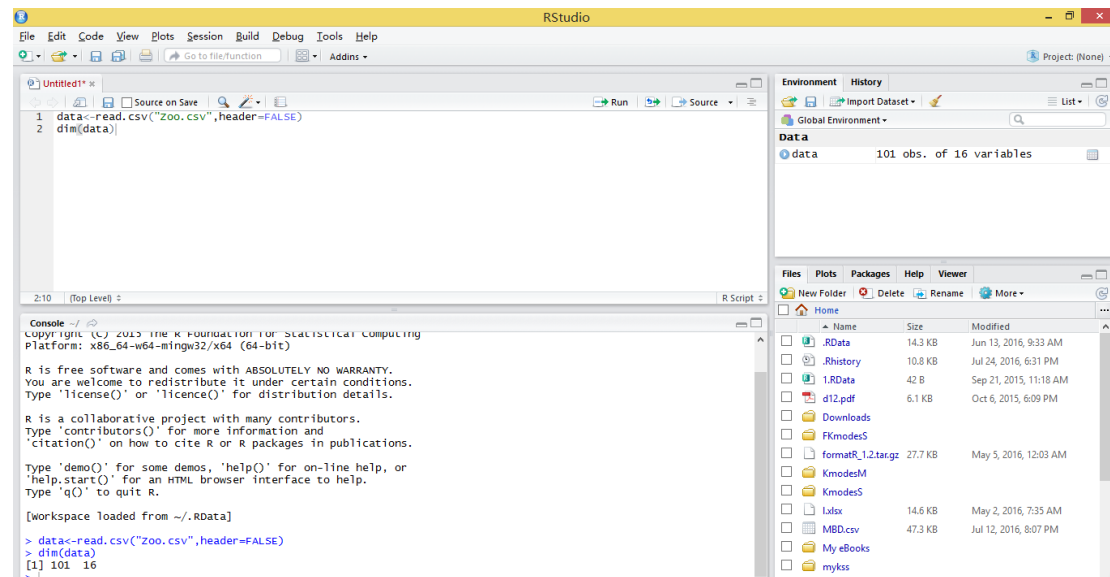 RStudio
File Edit Code View Plots Session Build Debug Tools Help
Go to file/function Addins
Project: (None)
Untitled1*
Source on Save Run Source
1 data<-read.csv("Zoo.csv",header=FALSE)
2 dim(data)
2:10 (Top Level) R Script
Console ~/
Copyright (C) 2015 The R Foundation for Statistical Computing
Platform: x86_64-w64-mingw32/x64 (64-bit)
R is free software and comes with ABSOLUTELY NO WARRANTY.
You are welcome to redistribute it under certain conditions.
Type 'license()' or 'licence()' for distribution details.
R is a collaborative project with many contributors.
Type 'contributors()' for more information and
'citation()' on how to cite R or R packages in publications.
Type 'demo()' for some demos, 'help()' for on-line help, or
'help.start()' for an HTML browser interface to help.
Type 'q()' to quit R.
[Workspace loaded from ~/.RData]
> data<-read.csv("Zoo.csv",header=FALSE)
> dim(data)
[1] 101 16
>
Environment History
Import Dataset List
Global Environment
Data
data 101 obs. of 16 variables
Files Plots Packages Help Viewer
New Folder Delete Rename More
Home
Name Size Modified
.RData 14.3 KB Jun 13, 2016, 9:33 AM
.Rhistory 10.8 KB Jul 24, 2016, 6:31 PM
1.RData 42 B Sep 21, 2015, 11:18 AM
d12.pdf 6.1 KB Oct 6, 2015, 6:09 PM
Downloads
FKmodesS
formatR_1.2.tar.gz 27.7 KB May 5, 2016, 12:03 AM
KmodesM
KmodesS
l.xlsx 14.6 KB May 2, 2016, 7:35 AM
MBD.csv 47.3 KB Jul 12, 2016, 8:07 PM
My eBooks
mykss